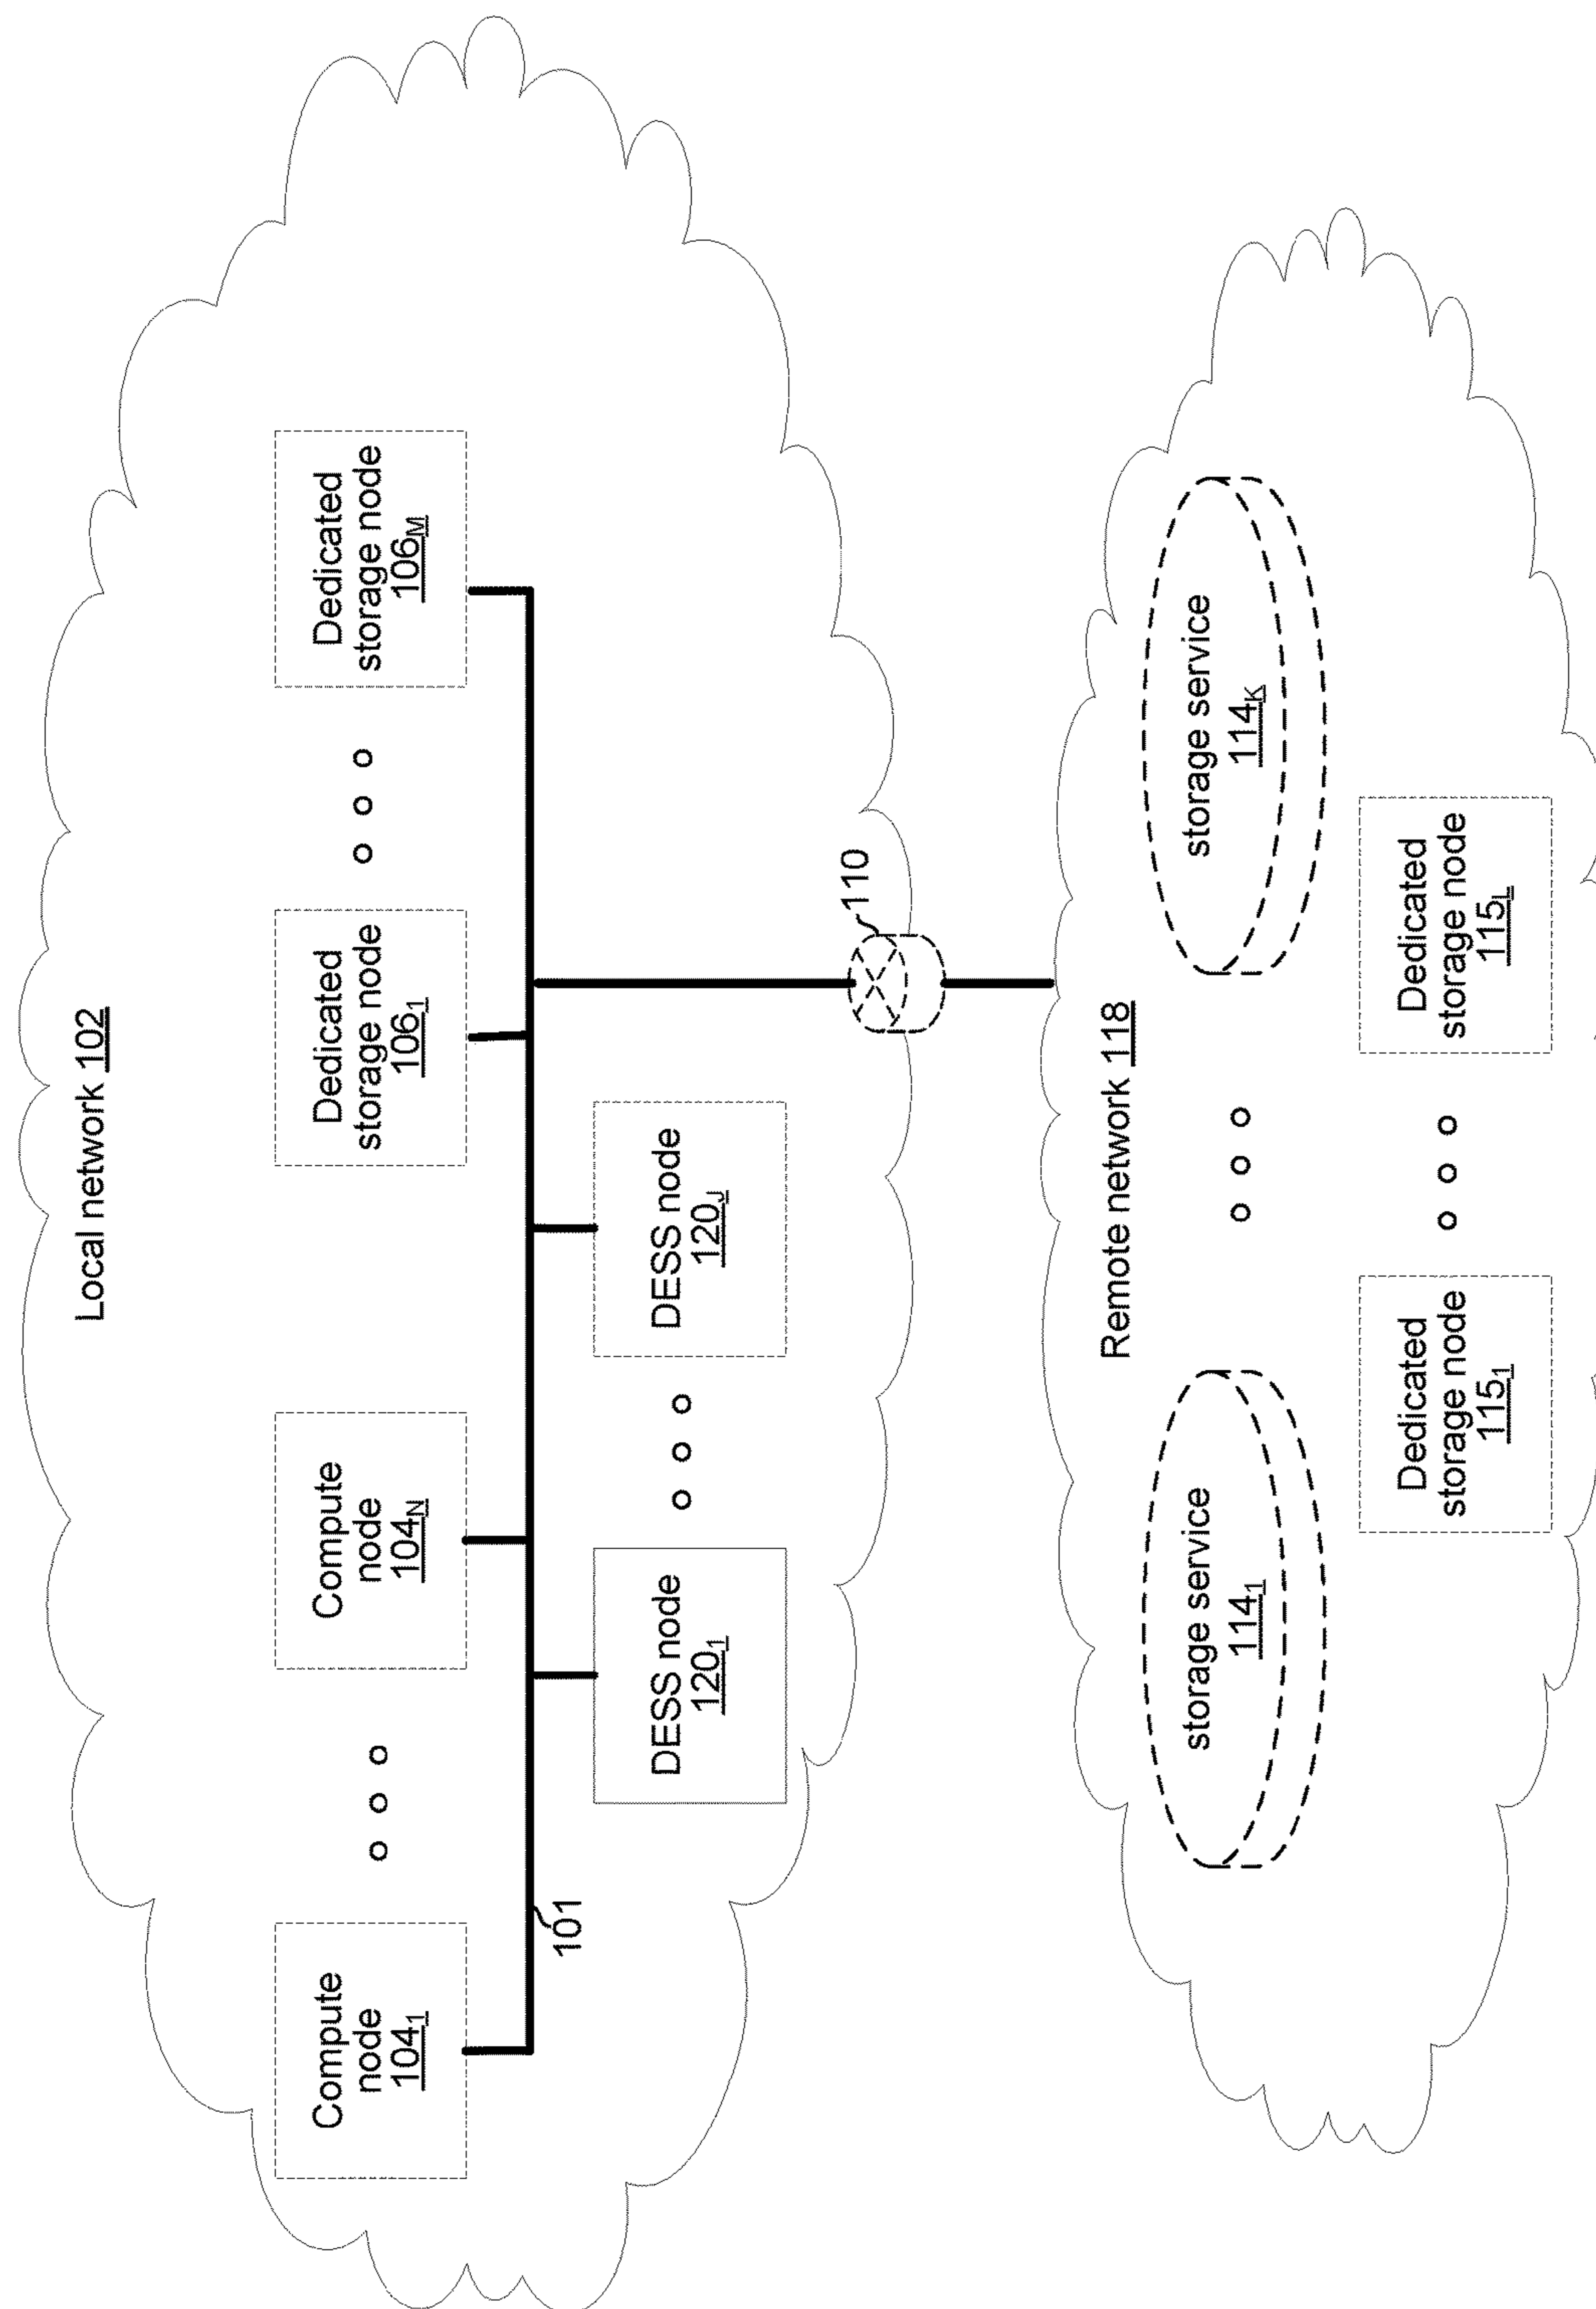 Local network 102
Compute
node
104₁
Compute
node
104N
Dedicated
storage node
106₁
Dedicated
storage node
106M
101
DESS node
120₁
DESS node
120J
110
Remote network 118
storage service
114₁
storage service
114K
Dedicated
storage node
115₁
Dedicated
storage node
115L